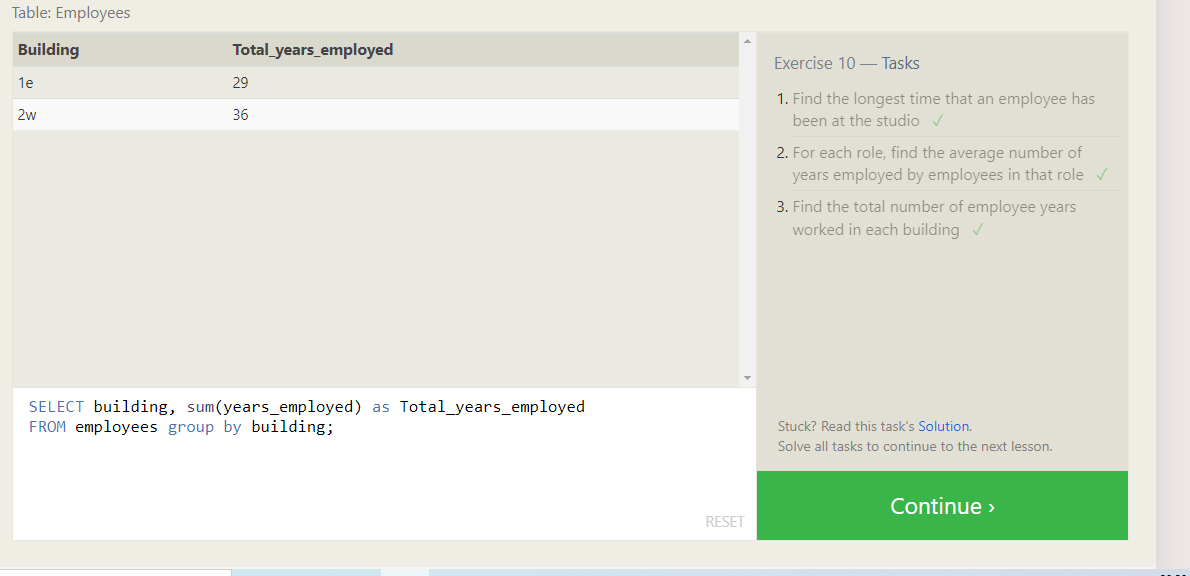 Table: Employees
Building Total_years_employed
1e 29
2w 36
SELECT building, sum(years_employed) as Total_years_employed
FROM employees group by building;
RESET
Exercise 10 — Tasks
1. Find the longest time that an employee has
been at the studio ✓
2. For each role, find the average number of
years employed by employees in that role ✓
3. Find the total number of employee years
worked in each building ✓
Stuck? Read this task's Solution.
Solve all tasks to continue to the next lesson.
Continue ›